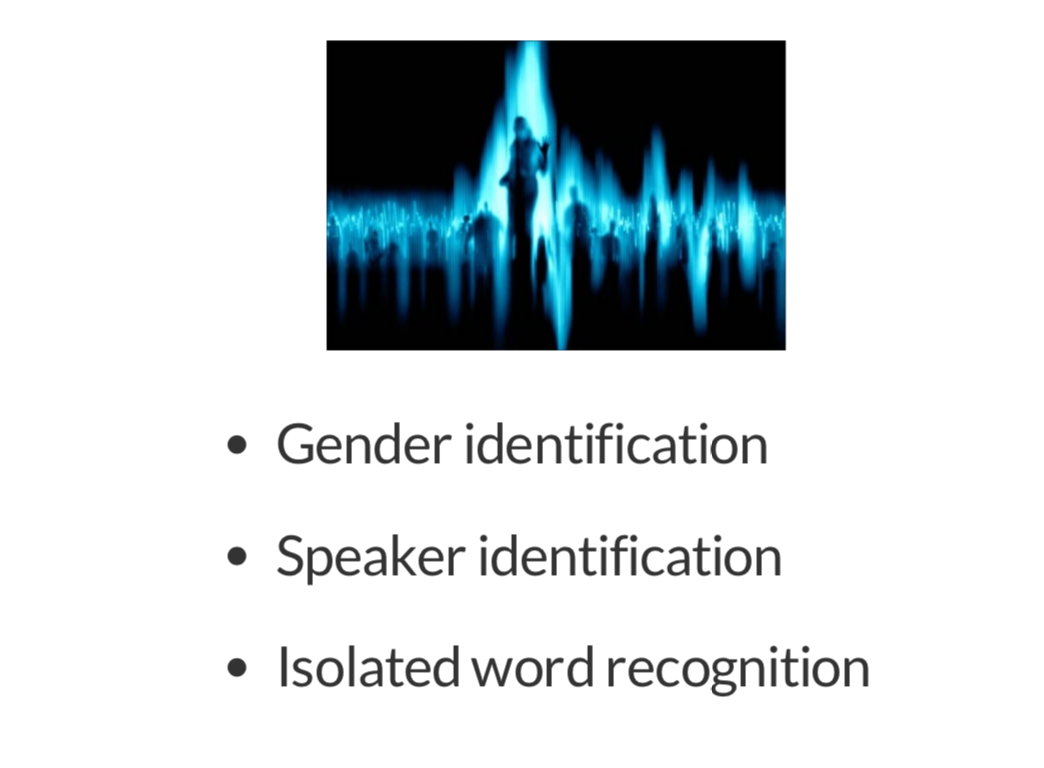 • Gender identification
• Speaker identification
• Isolated word recognition